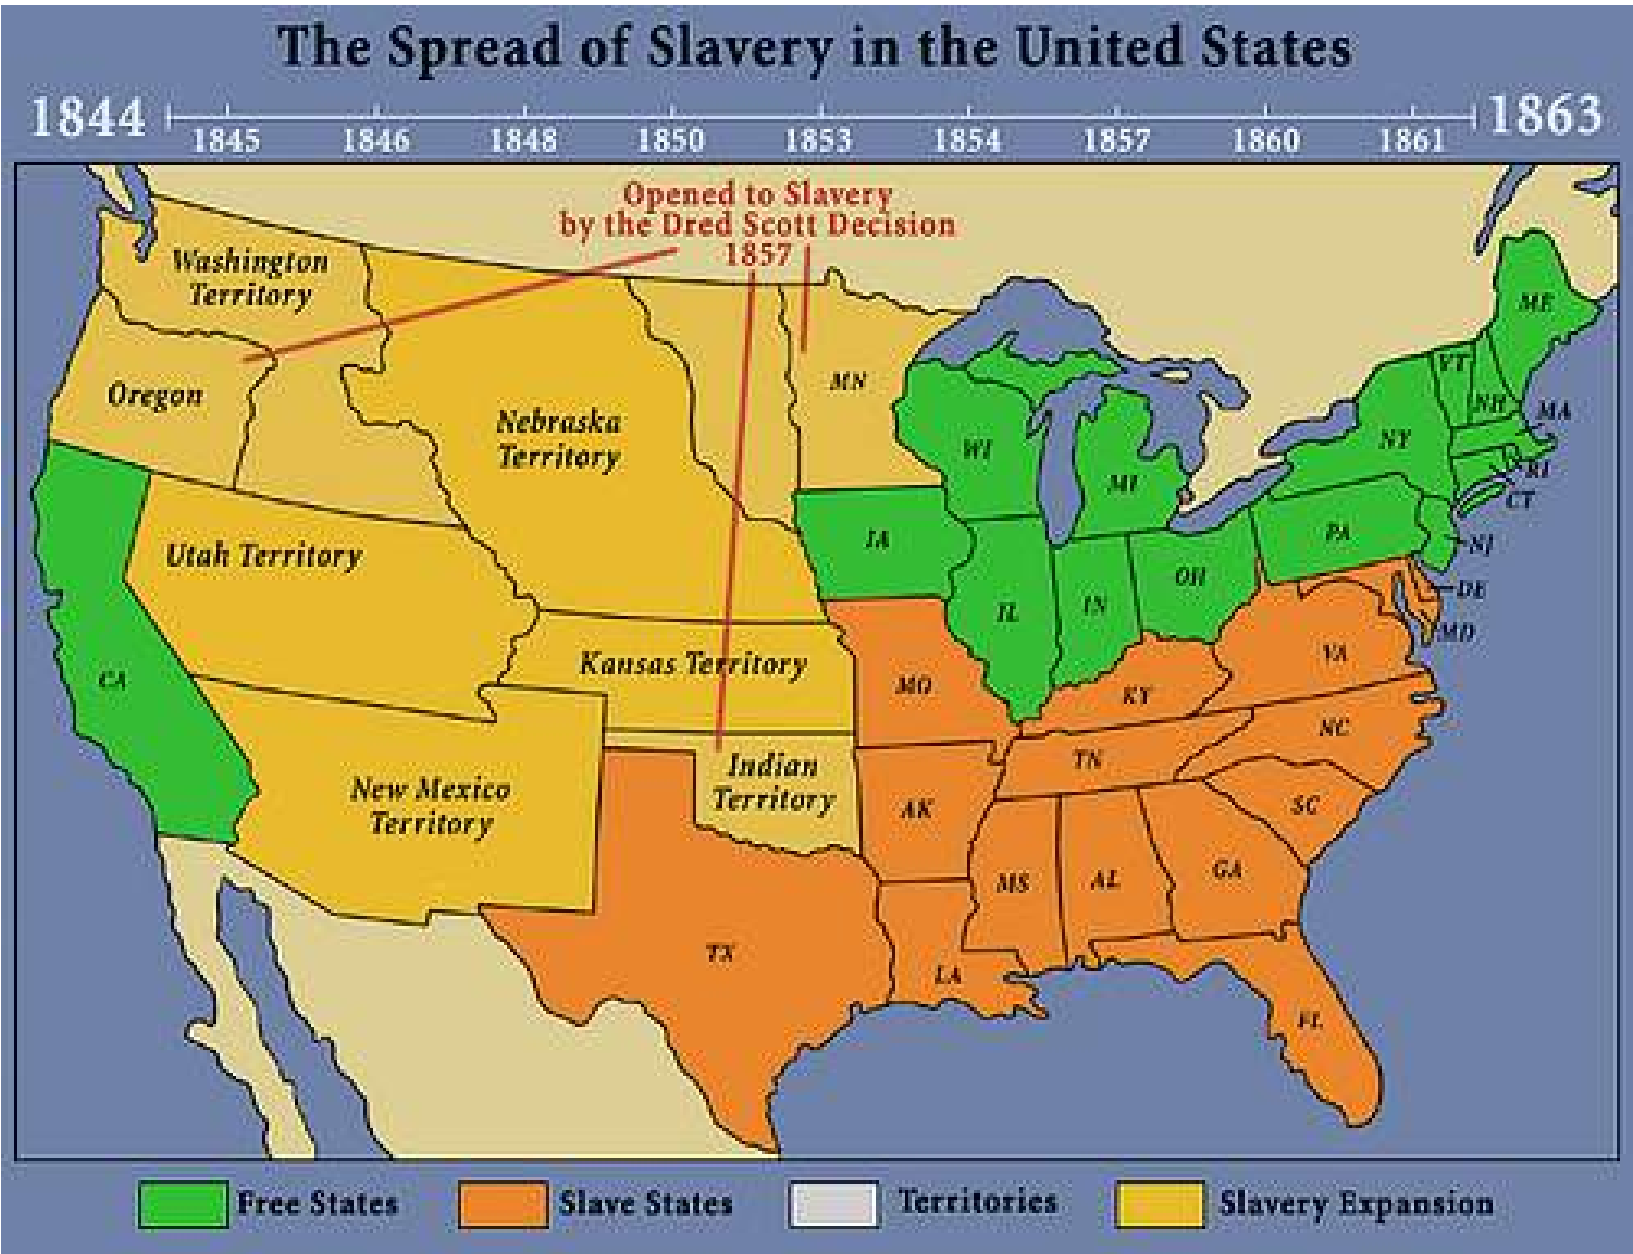 The Spread of Slavery in the United States
1844
1845
1846
1848
1850
1853
1854
1857
1860
1861
1863
Opened to Slavery
by the Dred Scott Decision
1857
Washington
Territory
Oregon
Nebraska
Territory
MN
ME
VT
NH
MA
NY
RI
CT
WI
MI
PA
NJ
IA
Utah Territory
OH
IL
IN
DE
MD
Kansas Territory
CA
MO
KY
VA
NC
TN
Indian
Territory
New Mexico
Territory
AK
SC
MS
AL
GA
TX
LA
FL
Free States
Slave States
Territories
Slavery Expansion